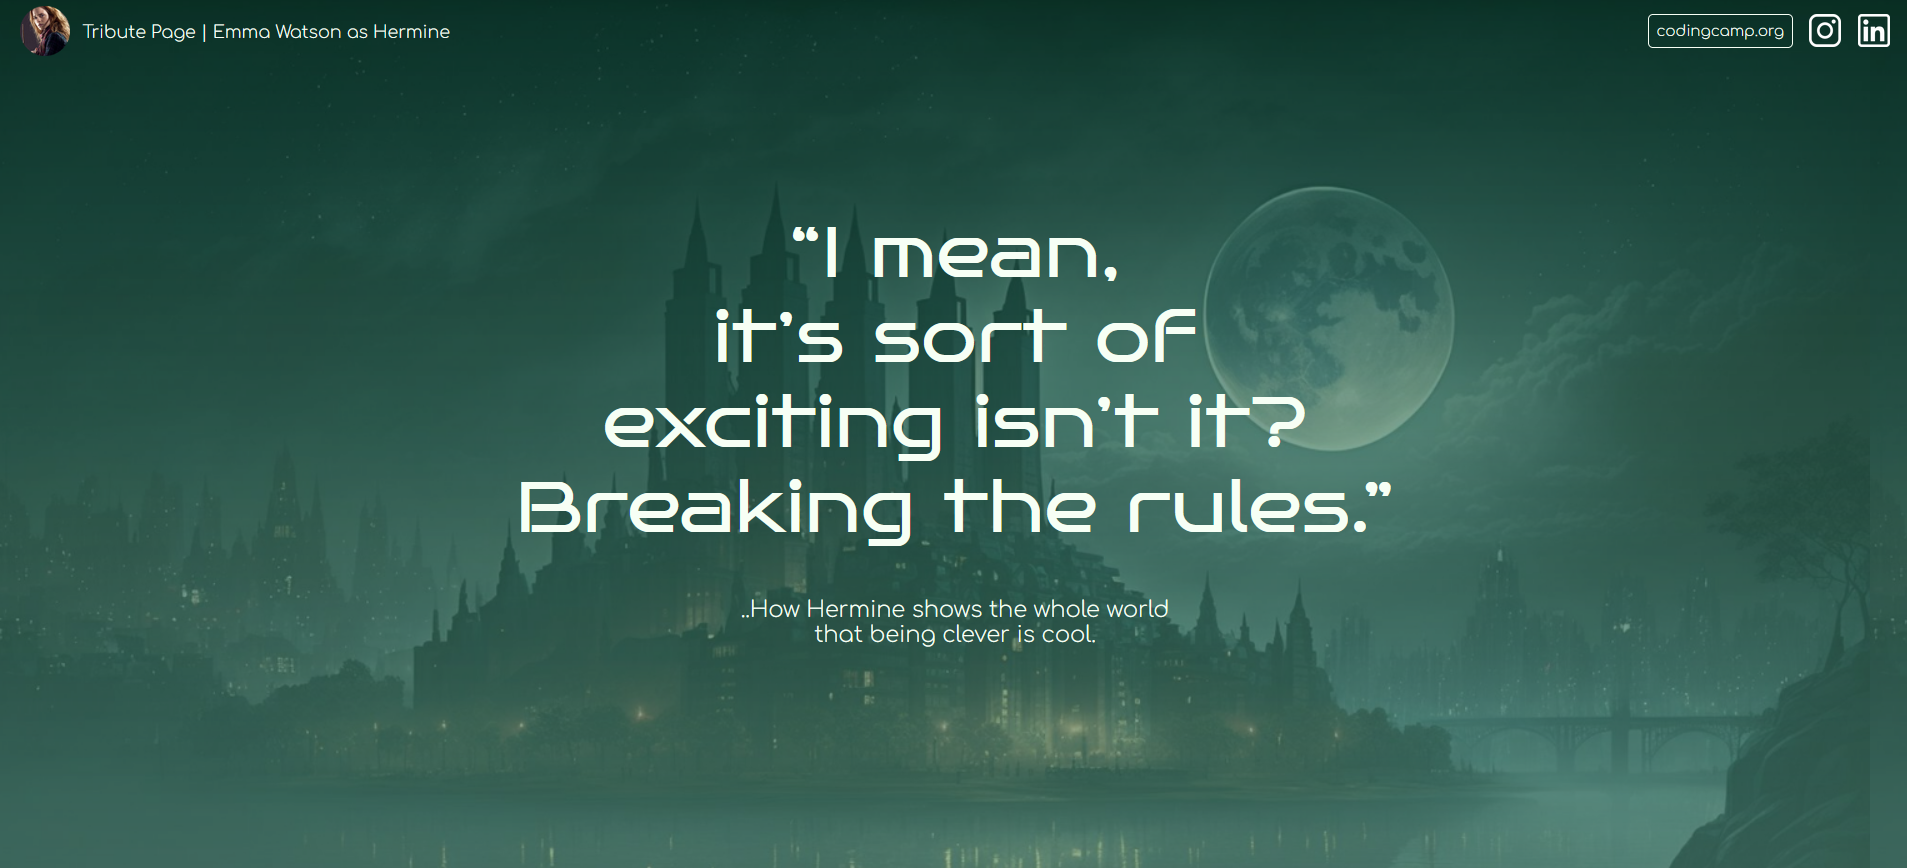 Tribute Page | Emma Watson as Hermine
codingcamp.org
“I mean,
it’s sort of
exciting isn’t it?
Breaking the rules.”
..How Hermine shows the whole world
that being clever is cool.